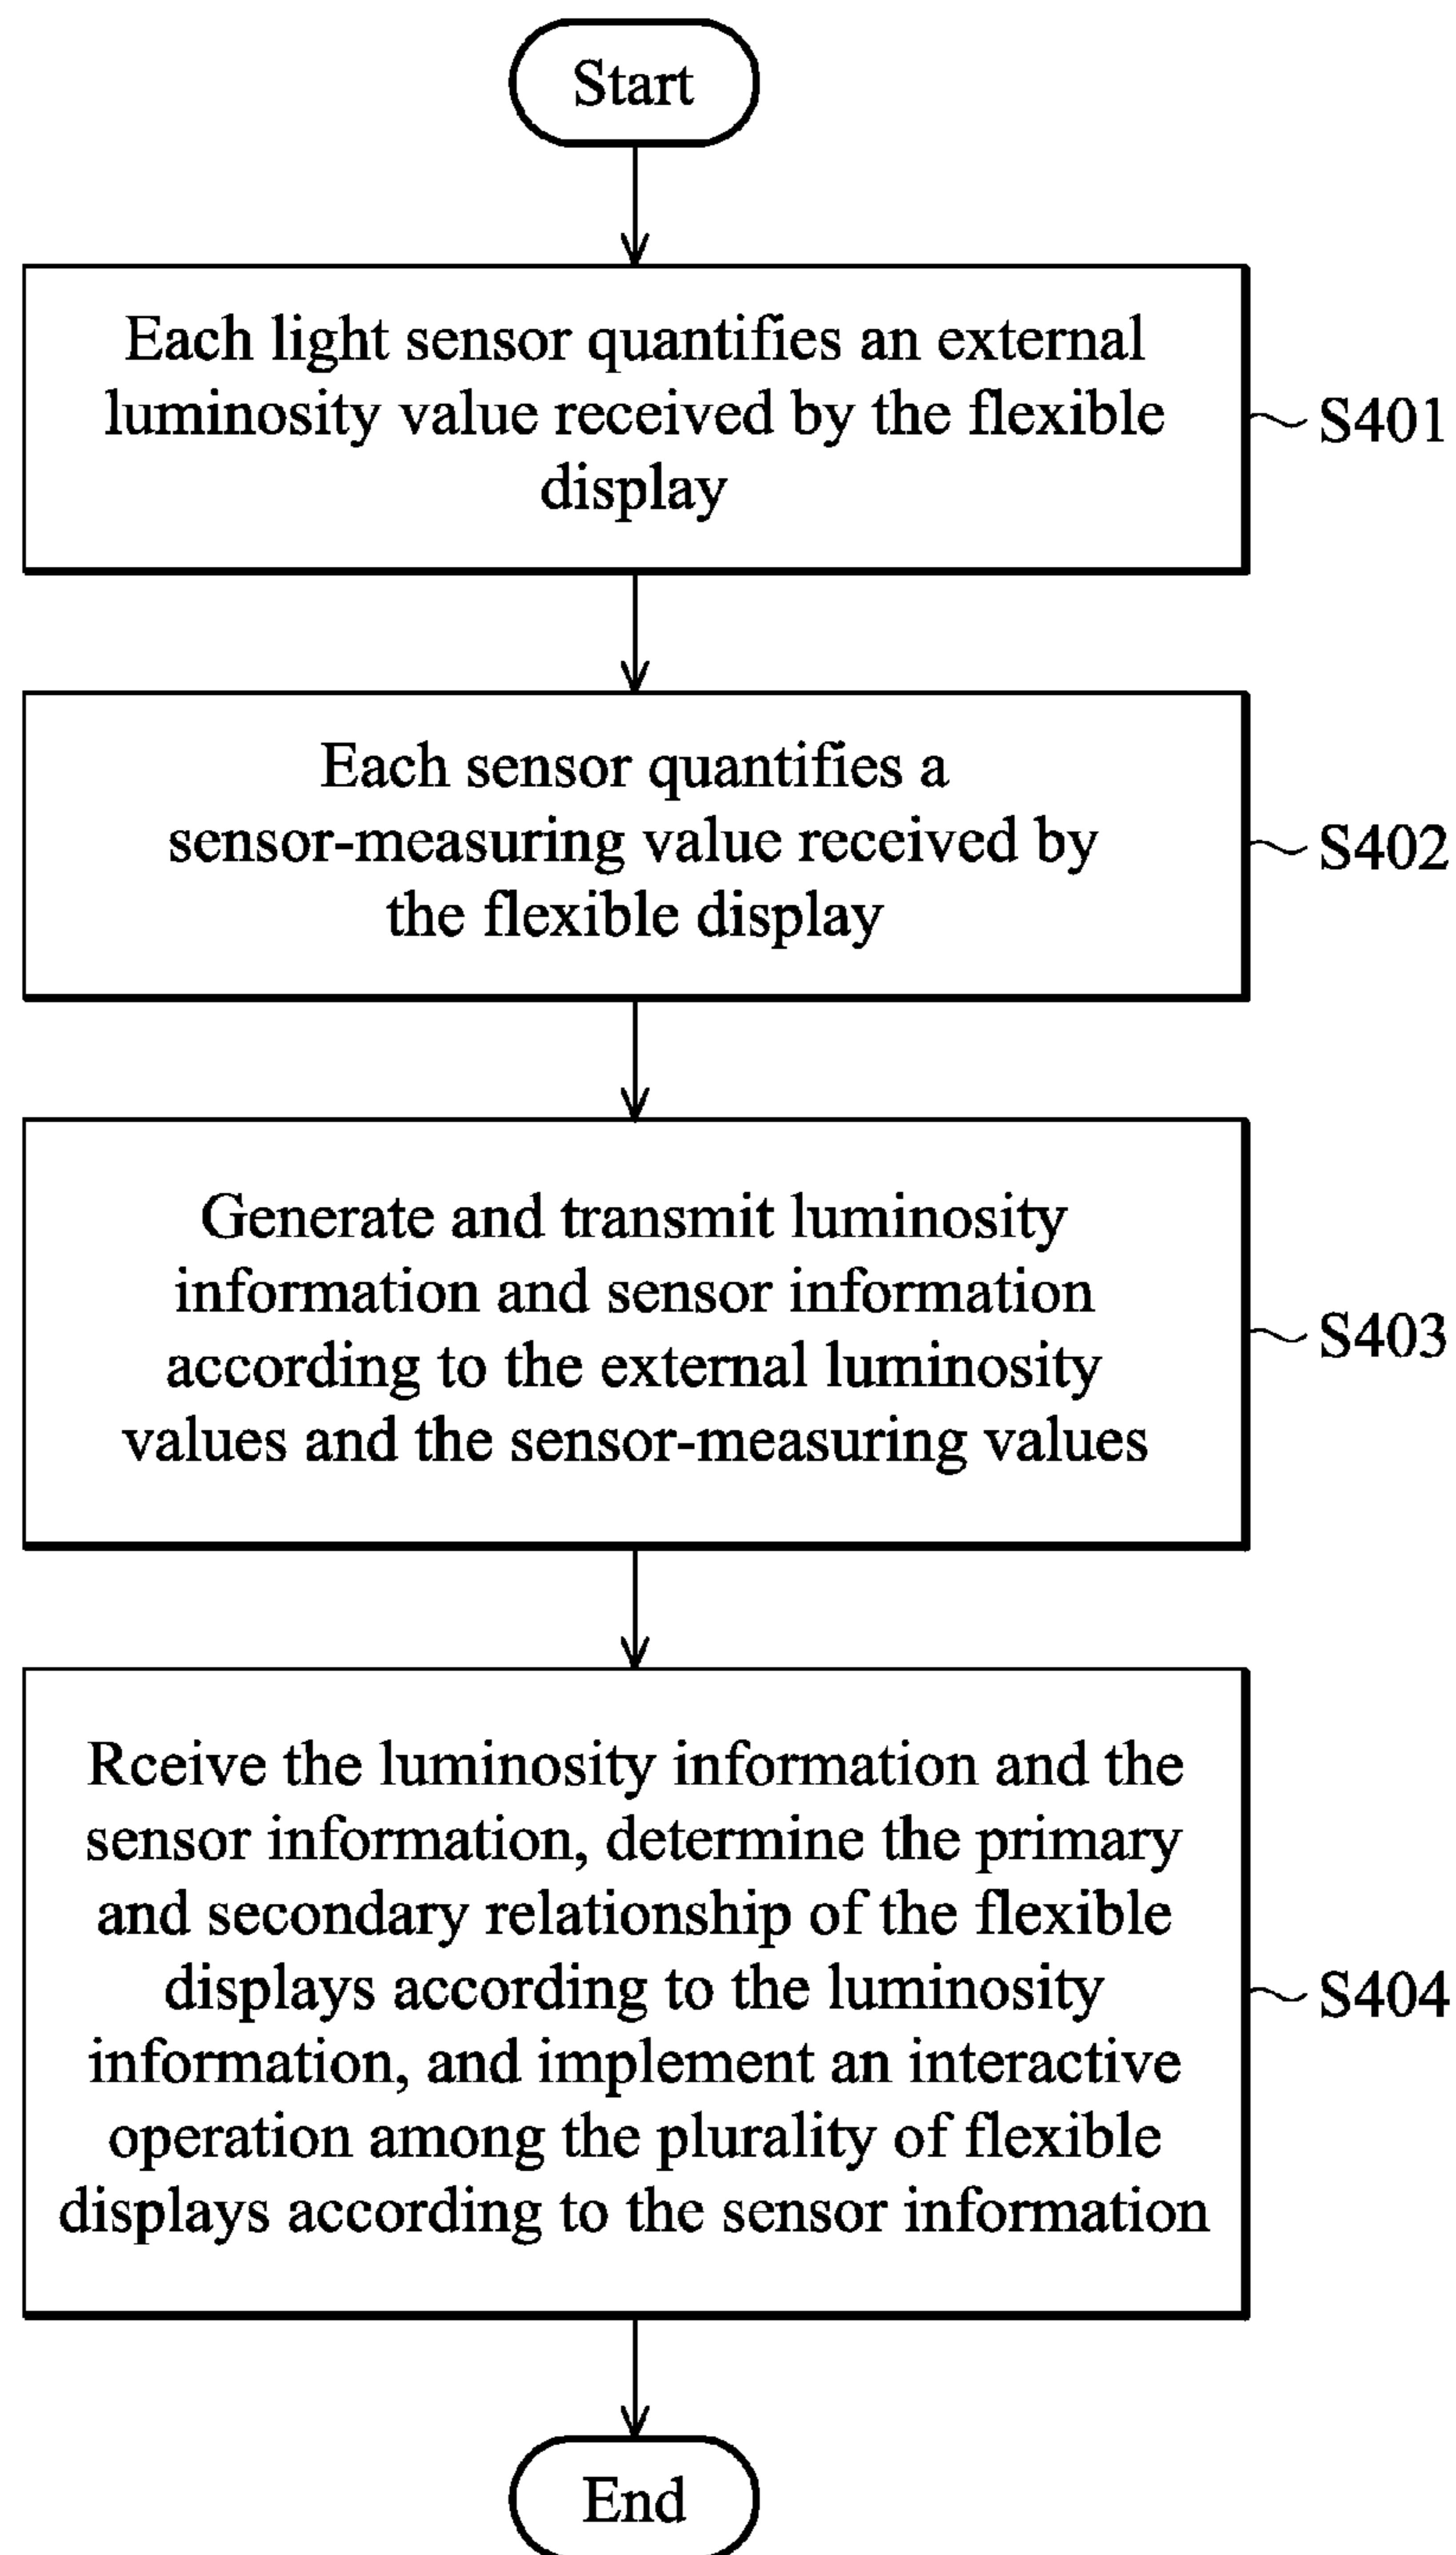 Start
Each light sensor quantifies an external
luminosity value received by the flexible
display
S401
Each sensor quantifies a
sensor-measuring value received by
the flexible display
S402
Generate and transmit luminosity
information and sensor information
according to the external luminosity
values and the sensor-measuring values
S403
Rceive the luminosity information and the
sensor information, determine the primary
and secondary relationship of the flexible
displays according to the luminosity
information, and implement an interactive
operation among the plurality of flexible
displays according to the sensor information
S404
End